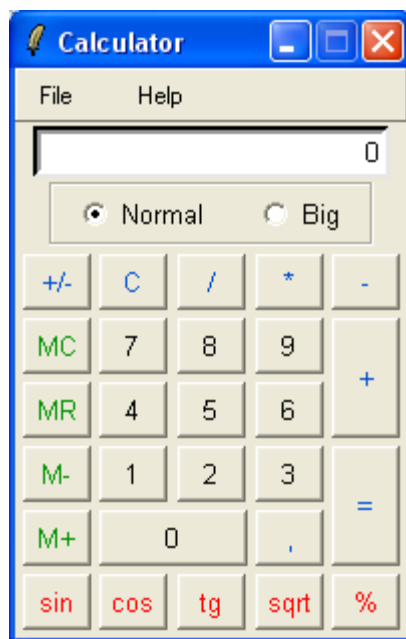 Calculator
File Help
0
Normal Big
+/- C / * -
MC 7 8 9 +
MR 4 5 6
M- 1 2 3 =
M+ 0 ,
sin cos tg sqrt %